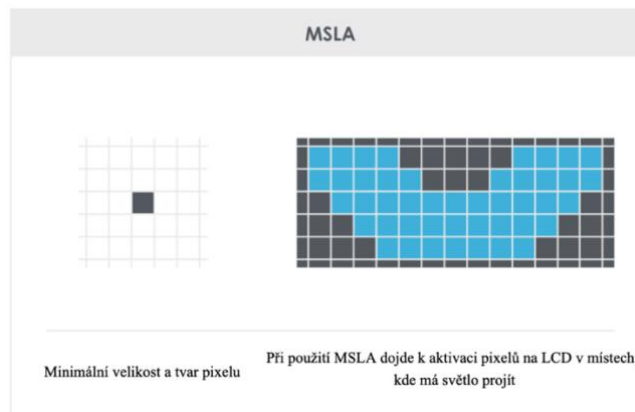 MSLA
Minimální velikost a tvar pixelu
Při použití MSLA dojde k aktivaci pixelů na LCD v místech
kde má světlo projít